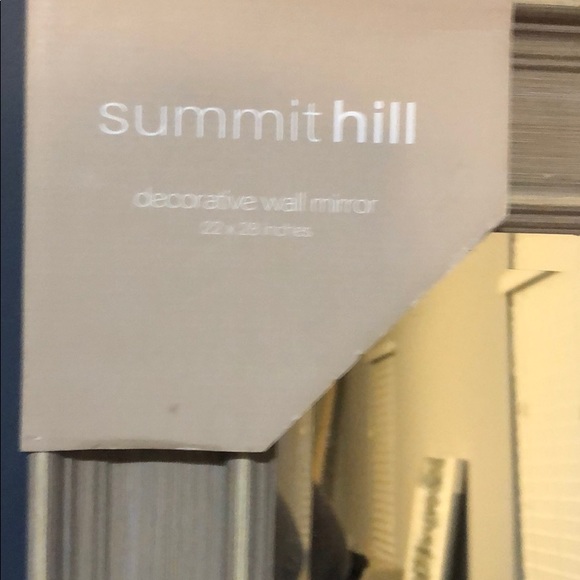 summit hill
decorative wall mirror
22 x 28 inches